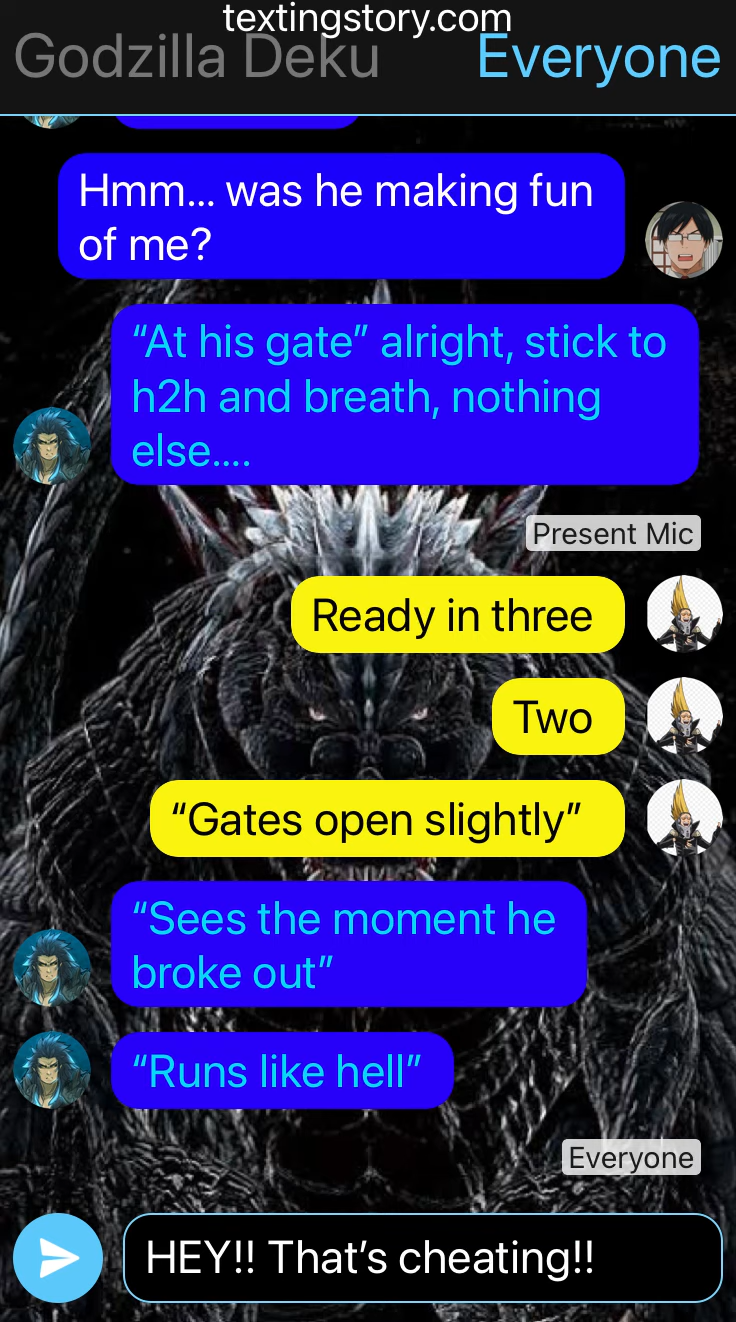 textingstory.com
Godzilla Deku
Everyone
Hmm... was he making fun
of me?
“At his gate” alright, stick to
h2h and breath, nothing
else....
Present Mic
Ready in three
Two
“Gates open slightly”
“Sees the moment he
broke out”
“Runs like hell”
Everyone
HEY!! That’s cheating!!